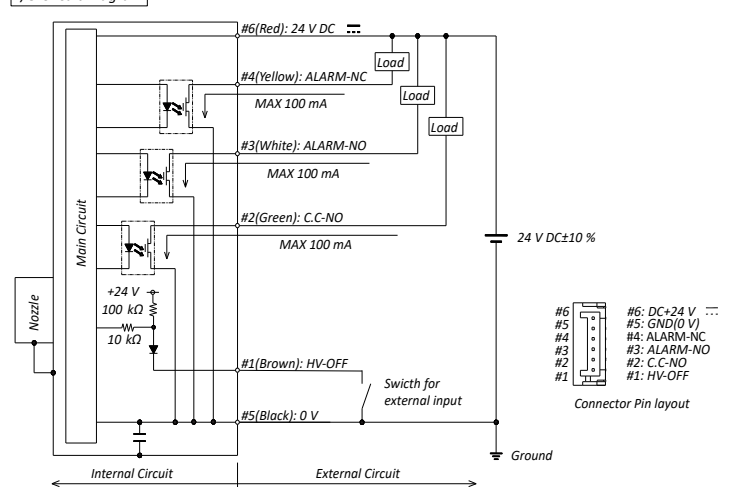 #6(Red): 24 V DC
Load
#4(Yellow): ALARM-NC
MAX 100 mA
Load
Load
#3(White): ALARM-NO
MAX 100 mA
Main Circuit
#2(Green): C.C-NO
MAX 100 mA
24 V DC±10 %
+24 V
100 kΩ
10 kΩ
Nozzle
#1(Brown): HV-OFF
Swicth for
external input
#5(Black): 0 V
Ground
Internal Circuit
External Circuit
#6 #6: DC+24 V
#5 #5: GND(0 V)
#4 #4: ALARM-NC
#3 #3: ALARM-NO
#2 #2: C.C-NO
#1 #1: HV-OFF
Connector Pin layout